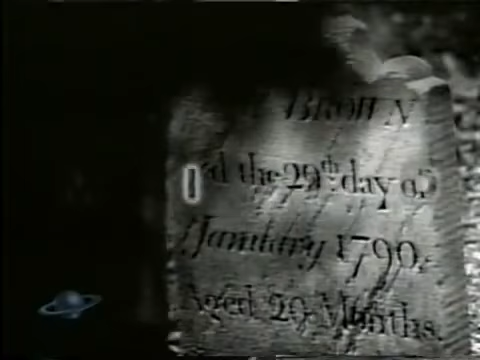 BROWN
the 29th day of
January 1790,
Aged 29 Months.